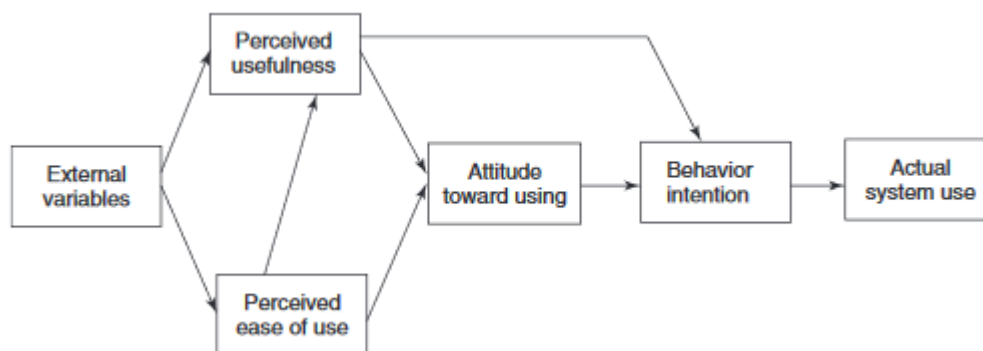 Perceived
usefulness
External
variables
Attitude
toward using
Behavior
intention
Actual
system use
Perceived
ease of use